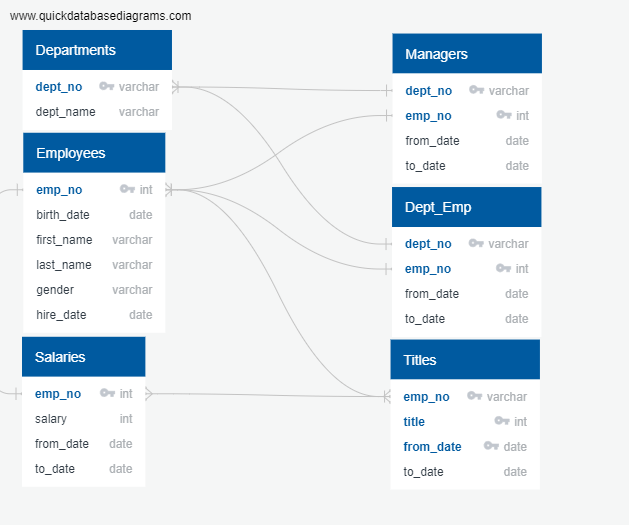 www.quickdatabasediagrams.com
Departments
dept_no varchar
dept_name varchar
Employees
emp_no int
birth_date date
first_name varchar
last_name varchar
gender varchar
hire_date date
Salaries
emp_no int
salary int
from_date date
to_date date
Managers
dept_no varchar
emp_no int
from_date date
to_date date
Dept_Emp
dept_no varchar
emp_no int
from_date date
to_date date
Titles
emp_no varchar
title int
from_date date
to_date date